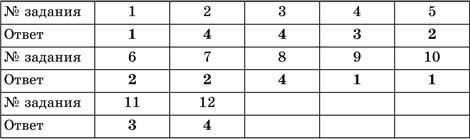 № задания 1 2 3 4 5
Ответ 1 4 4 3 2
№ задания 6 7 8 9 10
Ответ 2 2 4 1 1
№ задания 11 12
Ответ 3 4